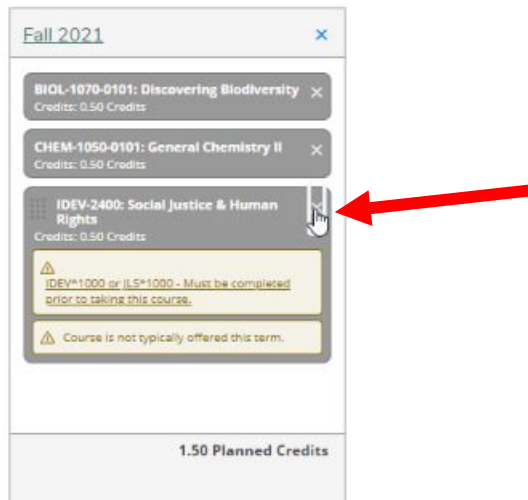 Fall 2021
BIOL-1070-0101: Discovering Biodiversity
Credits: 0.50 Credits
CHEM-1050-0101: General Chemistry II
Credits: 0.50 Credits
IDEV-2400: Social Justice & Human
Rights
Credits: 0.50 Credits
IDEV*1000 or JLS*1000 - Must be completed
prior to taking this course.
Course is not typically offered this term.
1.50 Planned Credits